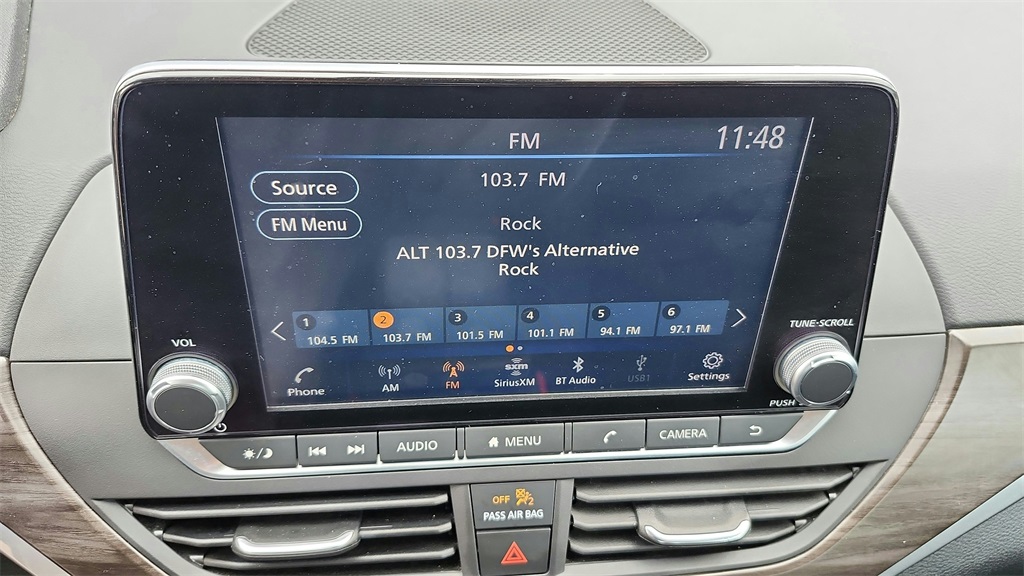 FM
11:48
Source
103.7 FM
FM Menu
Rock
ALT 103.7 DFW's Alternative
Rock
1 2 3 4 5 6
104.5 FM 103.7 FM 101.5 FM 101.1 FM 94.1 FM 97.1 FM
Phone AM FM sxm SiriusXM BT Audio USB1 Settings
VOL
TUNE·SCROLL
PUSH
AUDIO MENU CAMERA
OFF 2
PASS AIR BAG